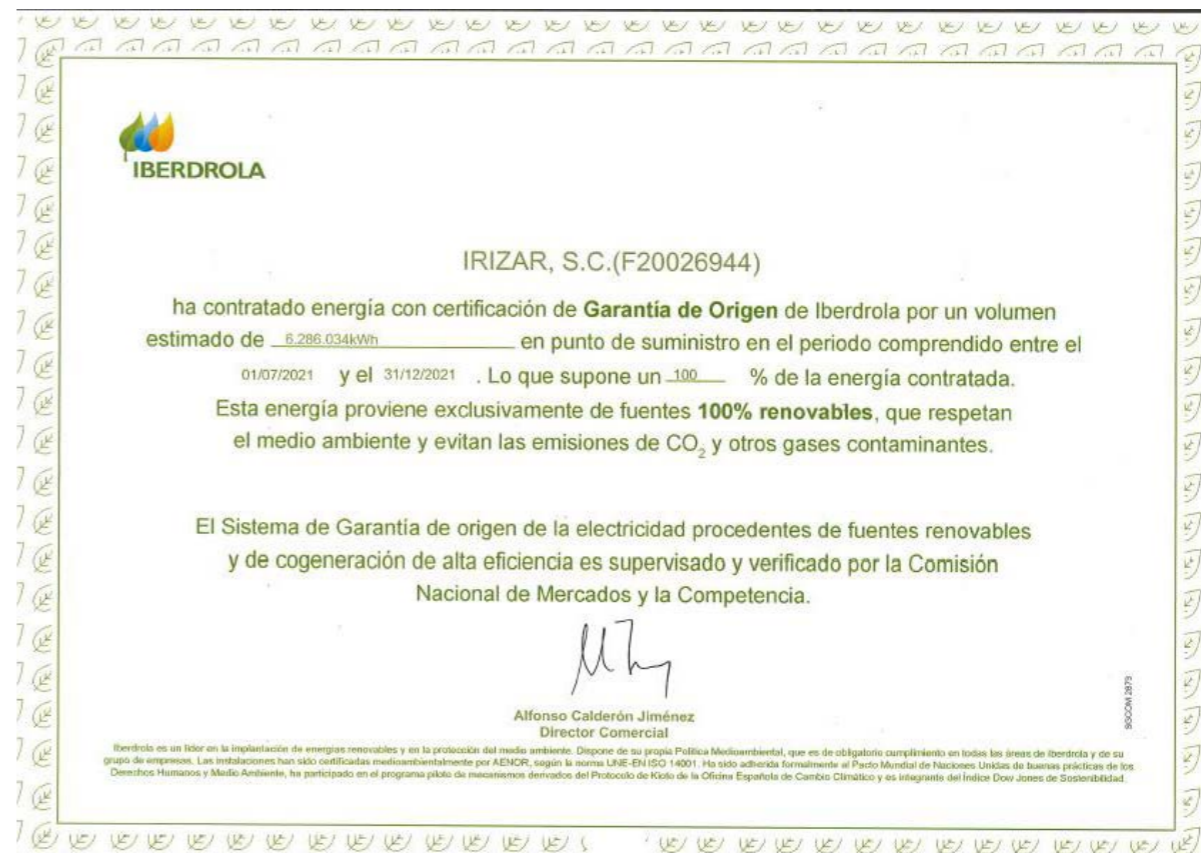 IBERDROLA
IRIZAR, S.C.(F20026944)
ha contratado energía con certificación de Garantía de Origen de Iberdrola por un volumen
estimado de 6.286.034kWh en punto de suministro en el periodo comprendido entre el
01/07/2021 y el 31/12/2021 . Lo que supone un 100 % de la energía contratada.
Esta energía proviene exclusivamente de fuentes 100% renovables, que respetan
el medio ambiente y evitan las emisiones de CO₂ y otros gases contaminantes.
El Sistema de Garantía de origen de la electricidad procedentes de fuentes renovables
y de cogeneración de alta eficiencia es supervisado y verificado por la Comisión
Nacional de Mercados y la Competencia.
Alfonso Calderón Jiménez
Director Comercial
Iberdrola es un líder en la implantación de energías renovables y en la protección del medio ambiente. Dispone de su propia Política Medioambiental, que es de obligatorio cumplimiento en todas las áreas de Iberdrola y de su
grupo de empresas. Las instalaciones han sido certificadas medioambientalmente por AENOR, según la norma UNE-EN ISO 14001. Ha sido adherida formalmente al Pacto Mundial de Naciones Unidas de buenas prácticas de los
Derechos Humanos y Medio Ambiente, ha participado en el programa piloto de mecanismos derivados del Protocolo de Kioto de la Oficina Española de Cambio Climático y es integrante del Índice Dow Jones de Sostenibilidad
SGCOM 2873